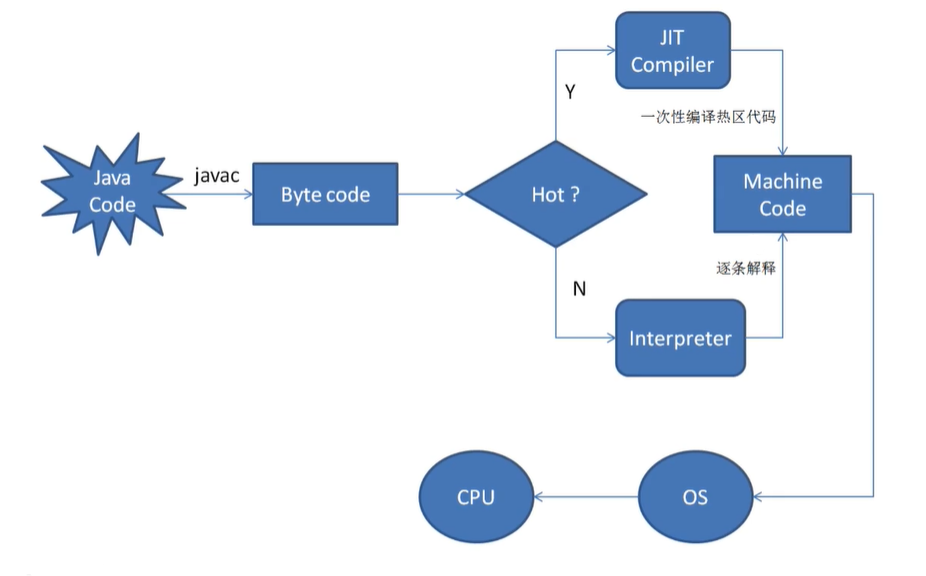 JIT
Compiler
Y
一次性编译热区代码
Java
Code
javac
Byte code
Hot ?
Machine
Code
逐条解释
N
Interpreter
CPU
OS